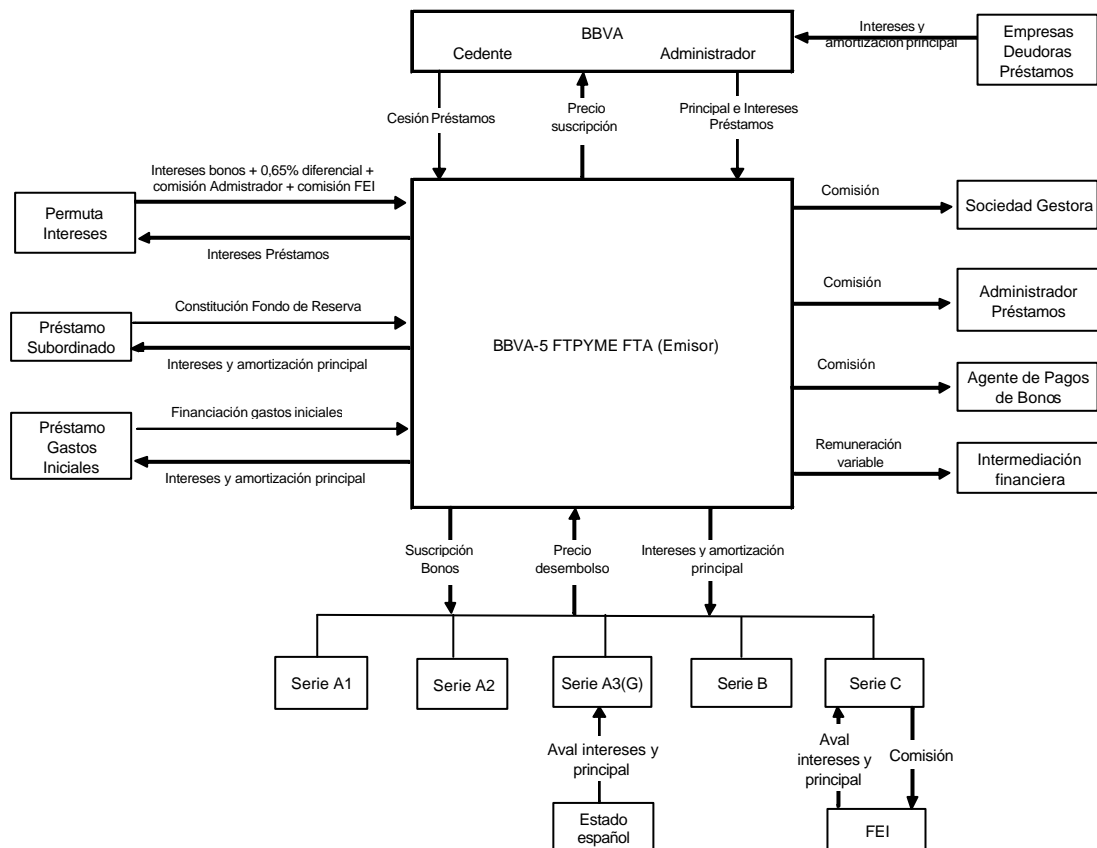 BBVA
Cedente
Administrador
Intereses y
amortización principal
Empresas
Deudoras
Préstamos
Cesión Préstamos
Precio
suscripción
Principal e Intereses
Préstamos
Intereses bonos + 0,65% diferencial +
comisión Admistrador + comisión FEI
Permuta
Intereses
Intereses Préstamos
Constitución Fondo de Reserva
Préstamo
Subordinado
Intereses y amortización principal
Financiación gastos iniciales
Préstamo
Gastos
Iniciales
Intereses y amortización principal
BBVA-5 FTPYME FTA (Emisor)
Comisión
Sociedad Gestora
Comisión
Administrador
Préstamos
Comisión
Agente de Pagos
de Bonos
Remuneración
variable
Intermediación
financiera
Suscripción
Bonos
Precio
desembolso
Intereses y amortización
principal
Serie A1
Serie A2
Serie A3(G)
Serie B
Serie C
Aval intereses y
principal
Aval
intereses y
principal
Comisión
Estado
español
FEI